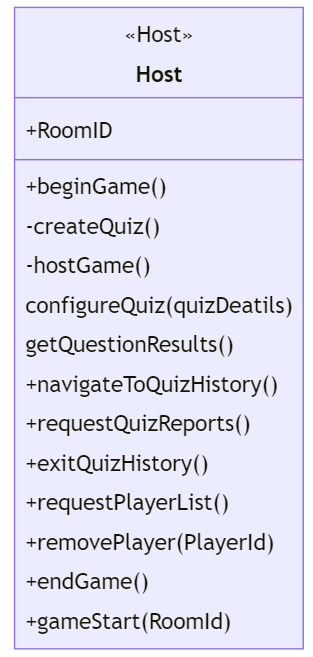 «Host»
Host
+RoomID
+beginGame()
-createQuiz()
-hostGame()
configureQuiz(quizDeatils)
getQuestionResults()
+navigateToQuizHistory()
+requestQuizReports()
+exitQuizHistory()
+requestPlayerList()
+removePlayer(PlayerId)
+endGame()
+gameStart(RoomId)